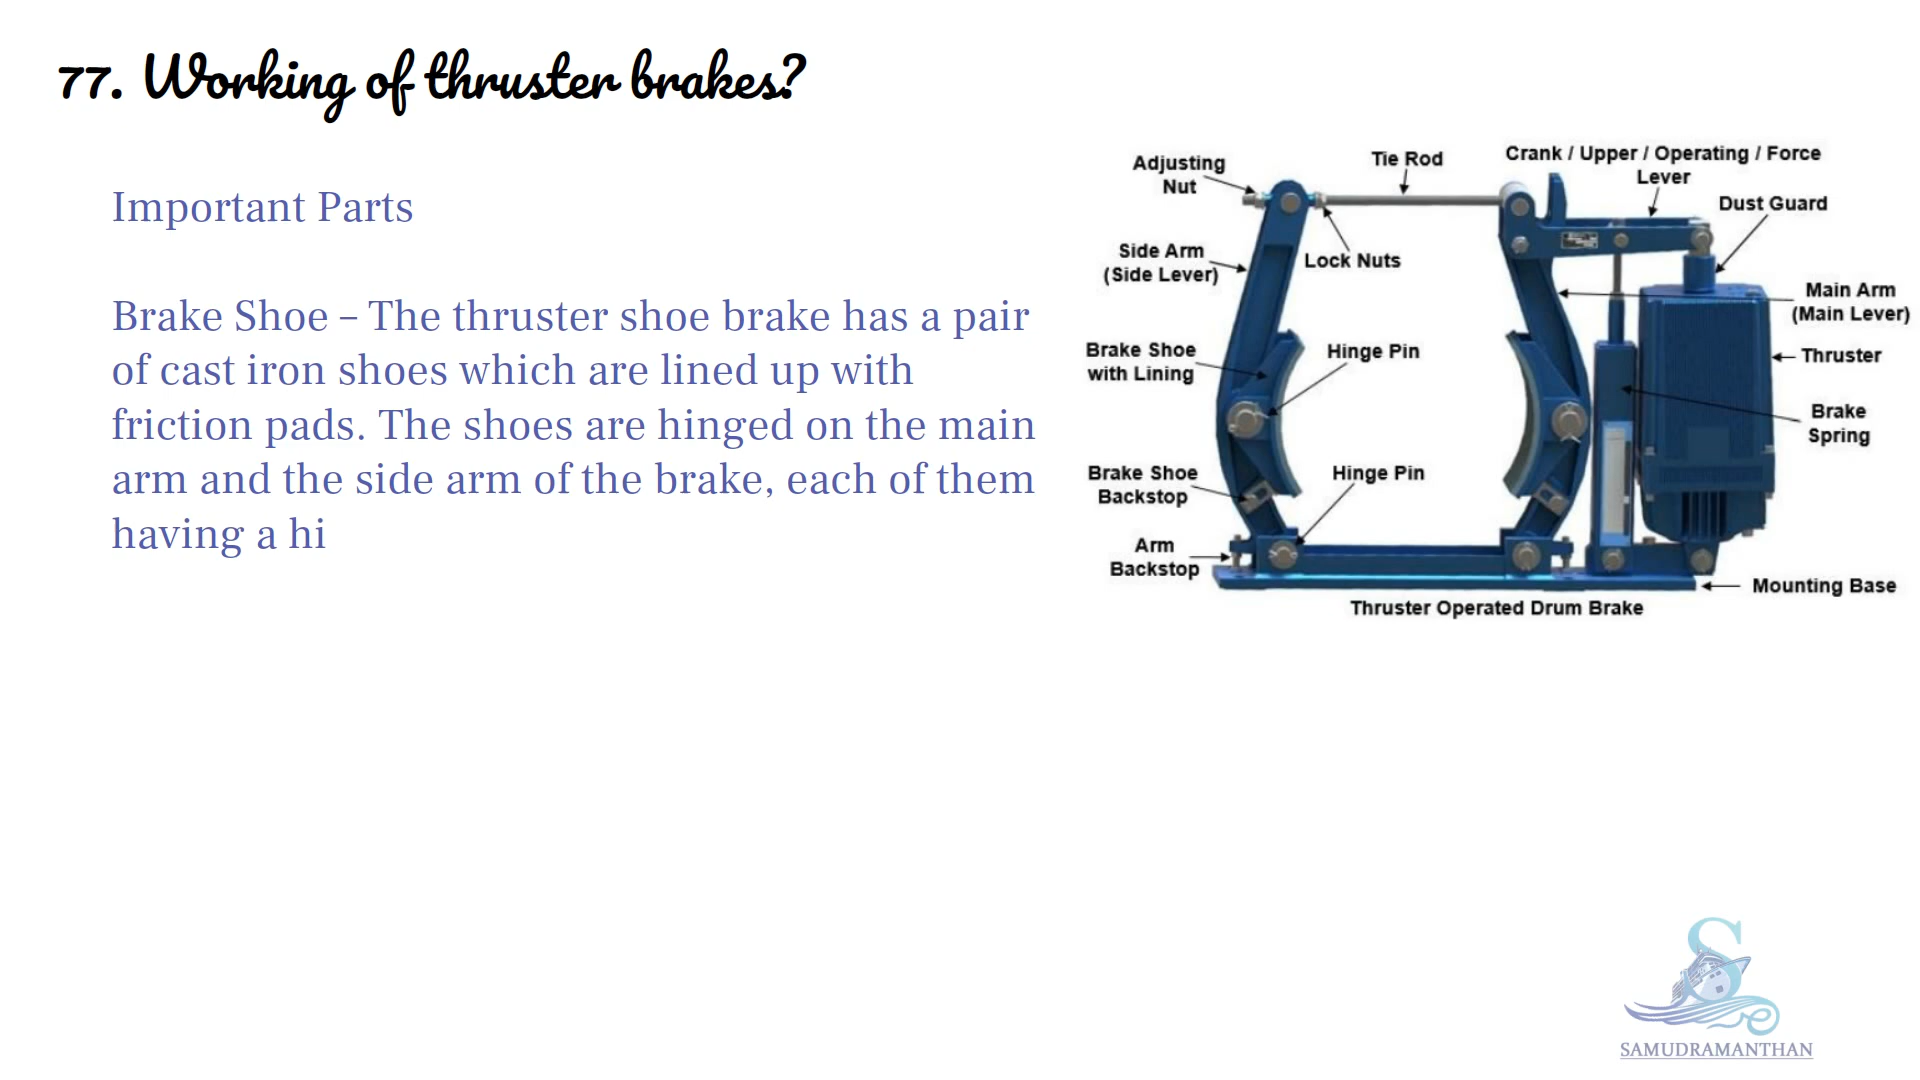 77. Working of thruster brakes?
Important Parts
Brake Shoe – The thruster shoe brake has a pair
of cast iron shoes which are lined up with
friction pads. The shoes are hinged on the main
arm and the side arm of the brake, each of them
having a hi
Adjusting
Nut
Tie Rod
Crank / Upper / Operating / Force
Lever
Dust Guard
Side Arm
(Side Lever)
Lock Nuts
Main Arm
(Main Lever)
Brake Shoe
with Lining
Hinge Pin
Thruster
Brake
Spring
Brake Shoe
Backstop
Hinge Pin
Arm
Backstop
Mounting Base
Thruster Operated Drum Brake
SAMUDRAMANTHAN